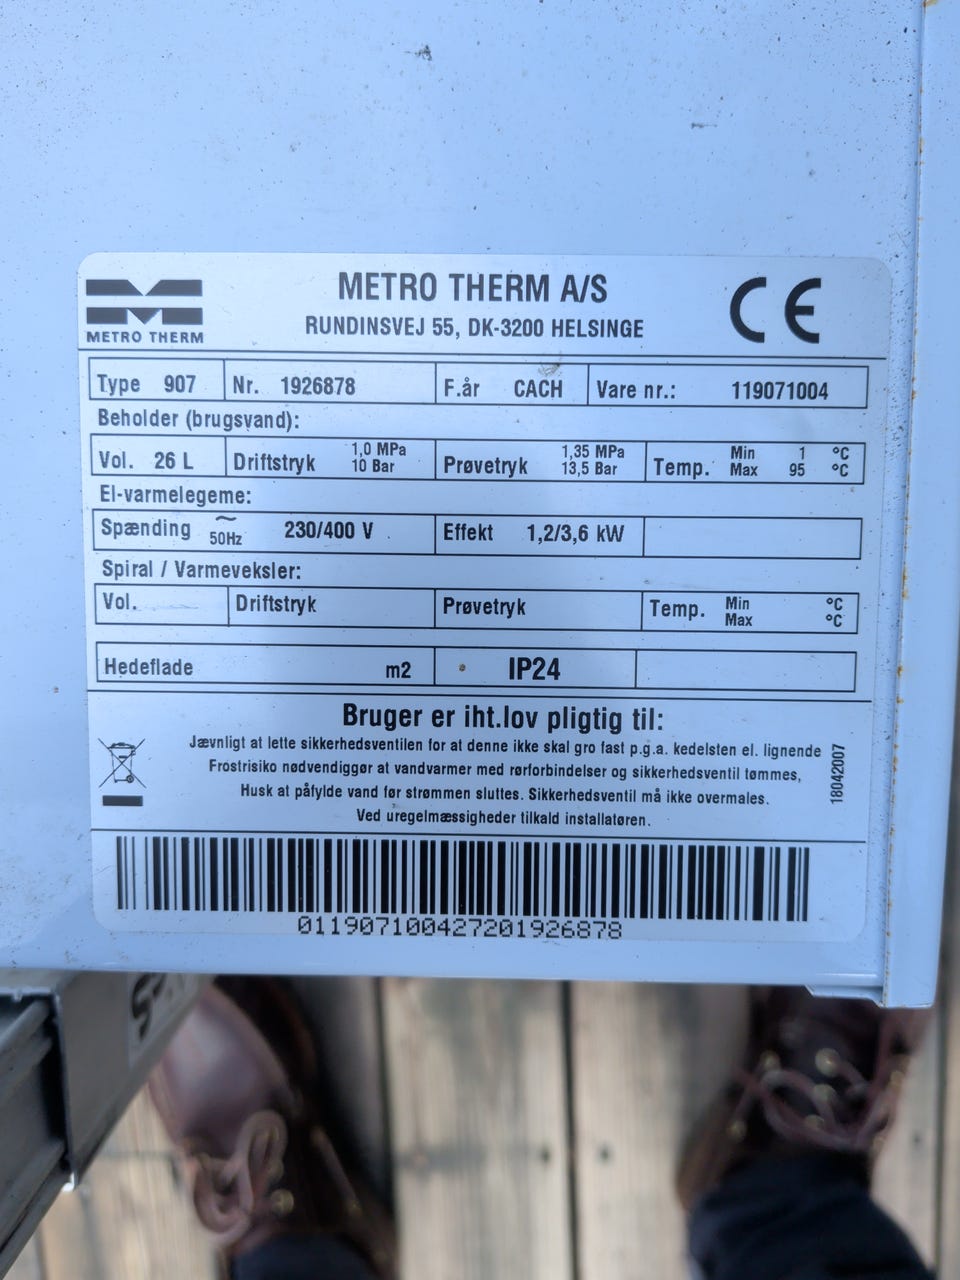 METRO THERM
METRO THERM A/S
RUNDINSVEJ 55, DK-3200 HELSINGE
CE
Type 907 Nr. 1926878 F.år CACH Vare nr.: 119071004
Beholder (brugsvand):
Vol. 26 L Driftstryk 1,0 MPa 10 Bar Prøvetryk 1,35 MPa 13,5 Bar Temp. Min 1 °C Max 95 °C
El-varmelegeme:
Spænding ~ 50Hz 230/400 V Effekt 1,2/3,6 kW
Spiral / Varmeveksler:
Vol. Driftstryk Prøvetryk Temp. Min °C Max °C
Hedeflade m2 IP24
Bruger er iht.lov pligtig til:
Jævnligt at lette sikkerhedsventilen for at denne ikke skal gro fast p.g.a. kedelsten el. lignende
Frostrisiko nødvendiggør at vandvarmer med rørforbindelser og sikkerhedsventil tømmes,
Husk at påfylde vand før strømmen sluttes. Sikkerhedsventil må ikke overmales.
Ved uregelmæssigheder tilkald installatøren.
18042007
011907100427201926878